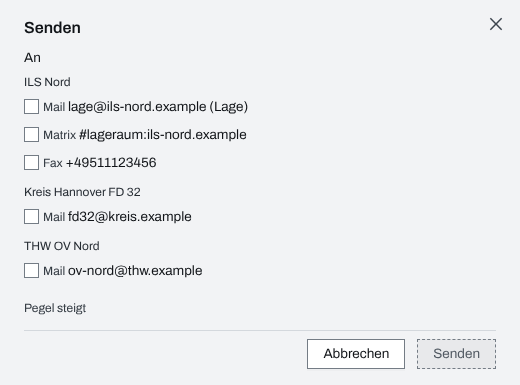 Senden
An
ILS Nord
Mail lage@ils-nord.example (Lage)
Matrix #lageraum:ils-nord.example
Fax +49511123456
Kreis Hannover FD 32
Mail fd32@kreis.example
THW OV Nord
Mail ov-nord@thw.example
Pegel steigt
Abbrechen Senden